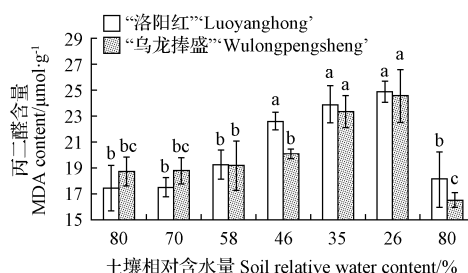 “洛阳红”‘Luoyanghong’
“乌龙捧盛”‘Wulongpengsheng’
丙二醛含量
MDA content/μmol·g⁻¹
29
27
25
23
21
19
17
15
b bc b bc b b a b a a a a b c
80 70 58 46 35 26 80
土壤相对含水量 Soil relative water content/%